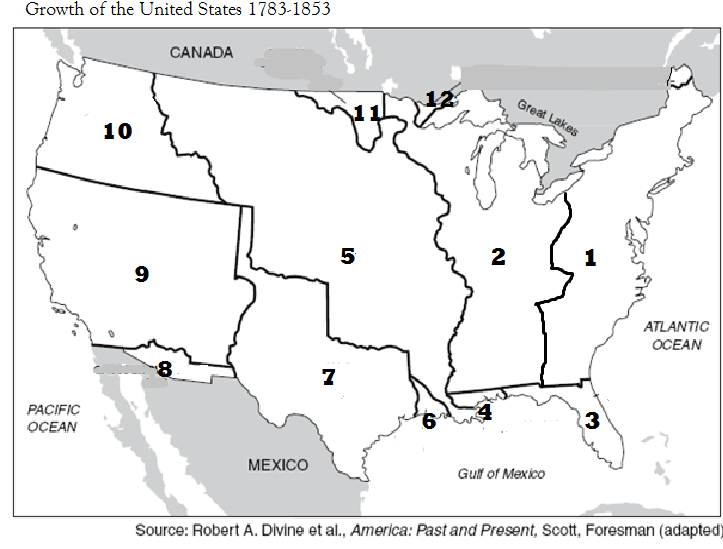 Growth of the United States 1783-1853
CANADA
12
11
Great Lakes
10
5
2
1
9
ATLANTIC
OCEAN
8
7
PACIFIC
OCEAN
6
4
3
MEXICO
Gulf of Mexico
Source: Robert A. Divine et al., America: Past and Present, Scott, Foresman (adapted)